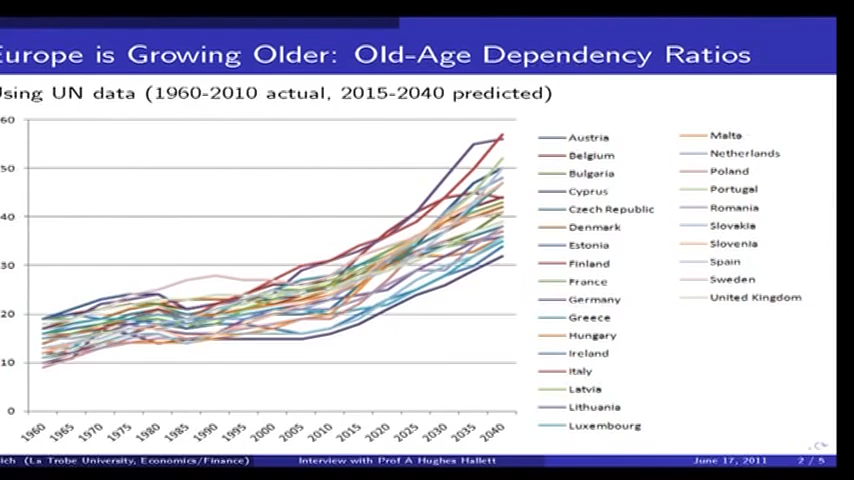 Europe is Growing Older: Old-Age Dependency Ratios
Using UN data (1960-2010 actual, 2015-2040 predicted)
60
50
40
30
20
10
0
1960 1965 1970 1975 1980 1985 1990 1995 2000 2005 2010 2015 2020 2025 2030 2035 2040
Austria
Belgium
Bulgaria
Cyprus
Czech Republic
Denmark
Estonia
Finland
France
Germany
Greece
Hungary
Ireland
Italy
Latvia
Lithuania
Luxembourg
Malta
Netherlands
Poland
Portugal
Romania
Slovakia
Slovenia
Spain
Sweden
United Kingdom
ich (La Trobe University, Economics/Finance) Interview with Prof A Hughes Hallett June 17, 2011 2 / 5